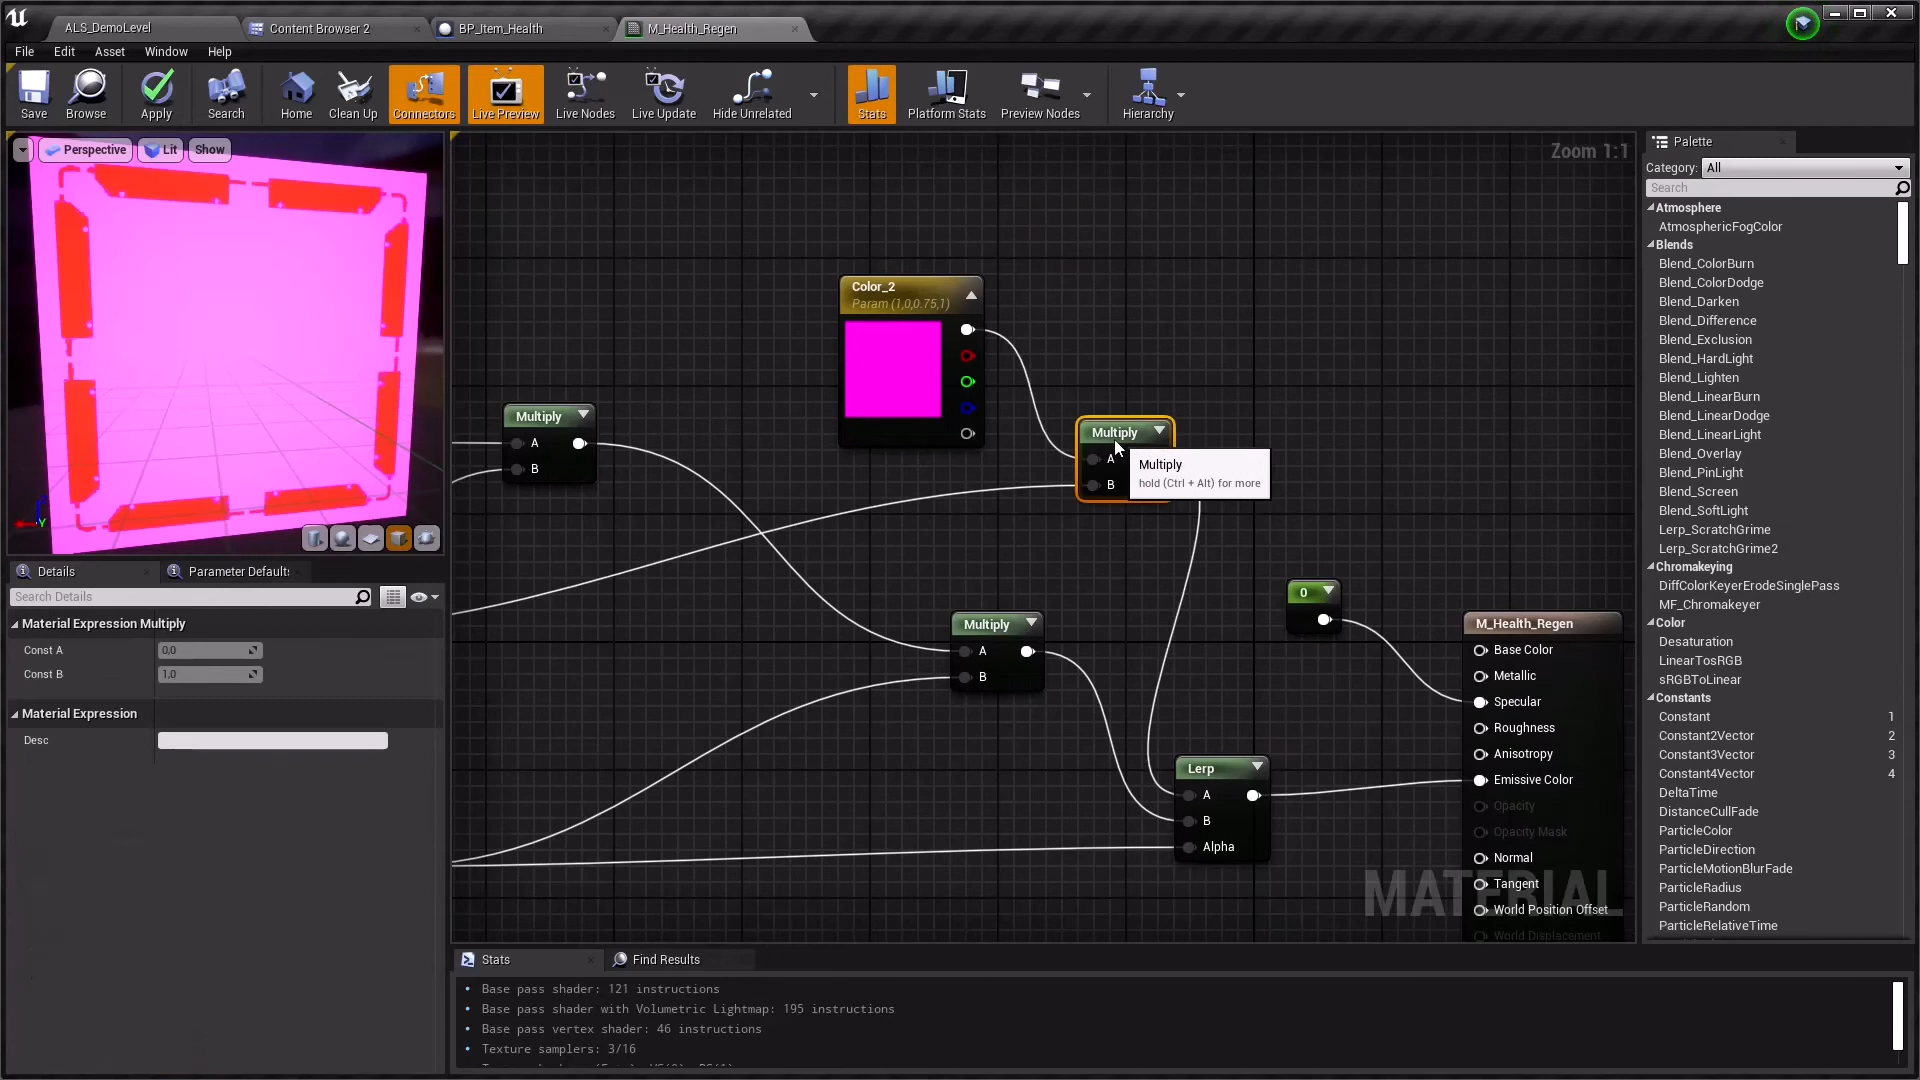 ALS_DemoLevel
Content Browser 2
BP_Item_Health
M_Health_Regen
File Edit Asset Window Help
Save
Browse
Apply
Search
Home
Clean Up
Connectors
Live Preview
Live Nodes
Live Update
Hide Unrelated
Stats
Platform Stats
Preview Nodes
Hierarchy
Perspective
Lit
Show
Y
Details
Parameter Defaults
Search Details
Material Expression Multiply
Const A 0,0
Const B 1,0
Material Expression
Desc
Zoom 1:1
Color_2
Param (1,0,0.75,1)
Multiply
A
B
Multiply
A
B
Multiply
hold (Ctrl + Alt) for more
Multiply
A
B
0
Lerp
A
B
Alpha
M_Health_Regen
Base Color
Metallic
Specular
Roughness
Anisotropy
Emissive Color
Opacity
Opacity Mask
Normal
Tangent
World Position Offset
World Displacement
MATERIAL
Stats
Find Results
• Base pass shader: 121 instructions
• Base pass shader with Volumetric Lightmap: 195 instructions
• Base pass vertex shader: 46 instructions
• Texture samplers: 3/16
Palette
Category: All
Search
Atmosphere
AtmosphericFogColor
Blends
Blend_ColorBurn
Blend_ColorDodge
Blend_Darken
Blend_Difference
Blend_Exclusion
Blend_HardLight
Blend_Lighten
Blend_LinearBurn
Blend_LinearDodge
Blend_LinearLight
Blend_Overlay
Blend_PinLight
Blend_Screen
Blend_SoftLight
Lerp_ScratchGrime
Lerp_ScratchGrime2
Chromakeying
DiffColorKeyerErodeSinglePass
MF_Chromakeyer
Color
Desaturation
LinearTosRGB
sRGBToLinear
Constants
Constant 1
Constant2Vector 2
Constant3Vector 3
Constant4Vector 4
DeltaTime
DistanceCullFade
ParticleColor
ParticleDirection
ParticleMotionBlurFade
ParticleRadius
ParticleRandom
ParticleRelativeTime